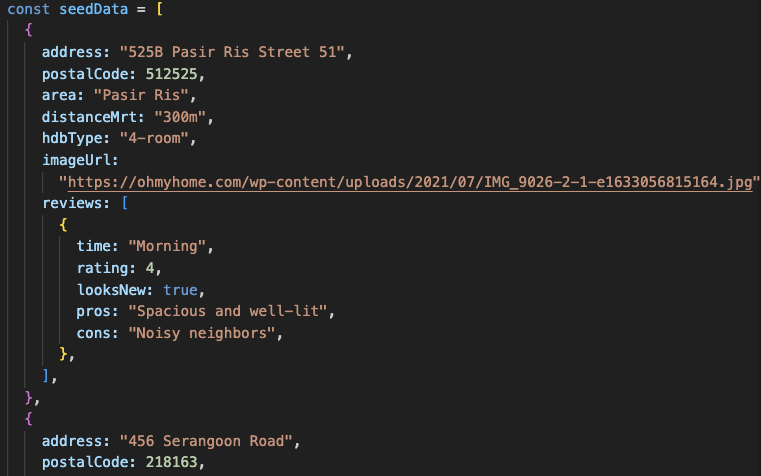 const seedData = [
{
address: "525B Pasir Ris Street 51",
postalCode: 512525,
area: "Pasir Ris",
distanceMrt: "300m",
hdbType: "4-room",
imageUrl:
"https://ohmyhome.com/wp-content/uploads/2021/07/IMG_9026-2-1-e1633056815164.jpg"
reviews: [
{
time: "Morning",
rating: 4,
looksNew: true,
pros: "Spacious and well-lit",
cons: "Noisy neighbors",
},
],
},
{
address: "456 Serangoon Road",
postalCode: 218163,